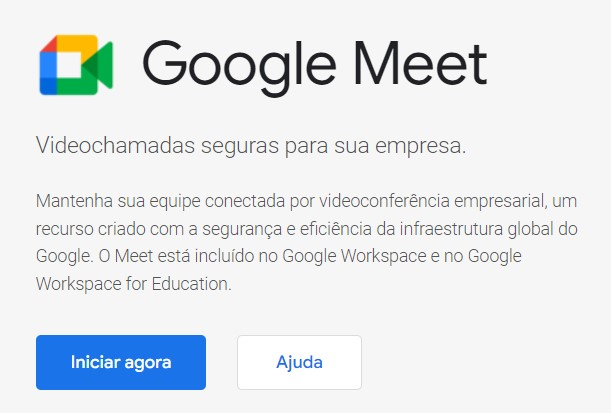 Google Meet
Videochamadas seguras para sua empresa.
Mantenha sua equipe conectada por videoconferência empresarial, um
recurso criado com a segurança e eficiência da infraestrutura global do
Google. O Meet está incluído no Google Workspace e no Google
Workspace for Education.
Iniciar agora
Ajuda